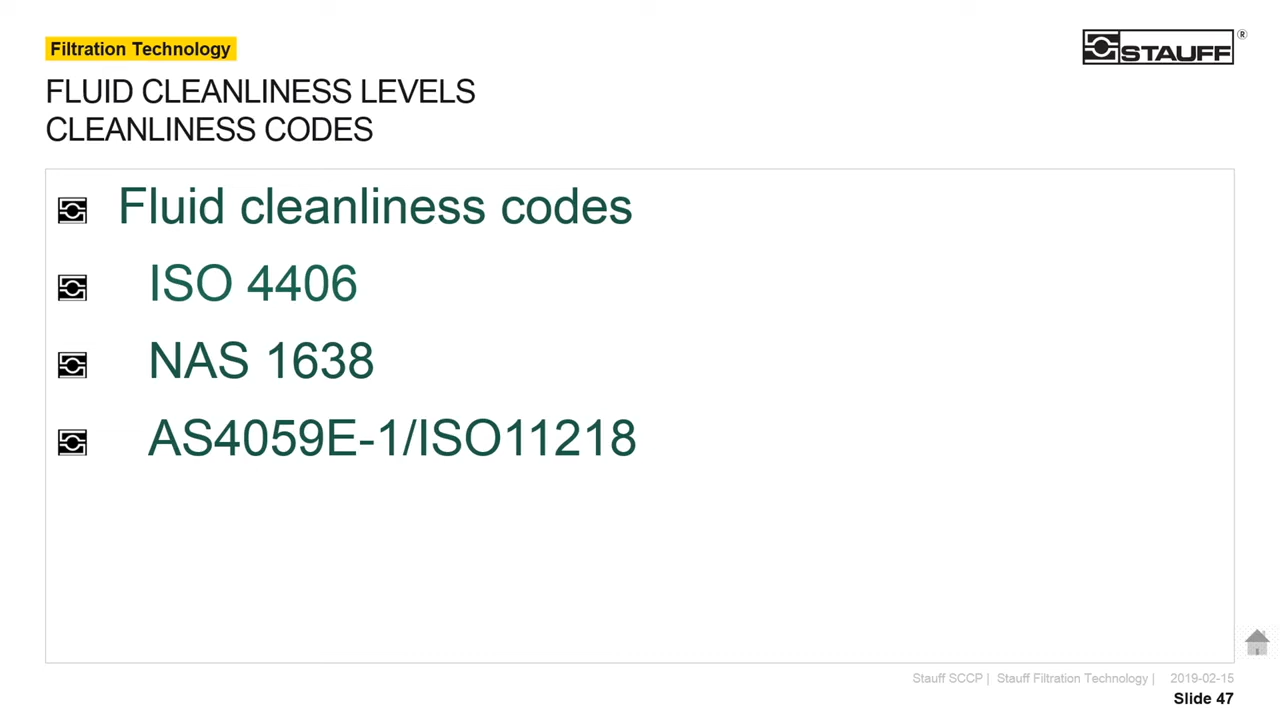 Filtration Technology
STAUFF®
FLUID CLEANLINESS LEVELS
CLEANLINESS CODES
Fluid cleanliness codes
ISO 4406
NAS 1638
AS4059E-1/ISO11218
Stauff SCCP | Stauff Filtration Technology | 2019-02-15
Slide 47